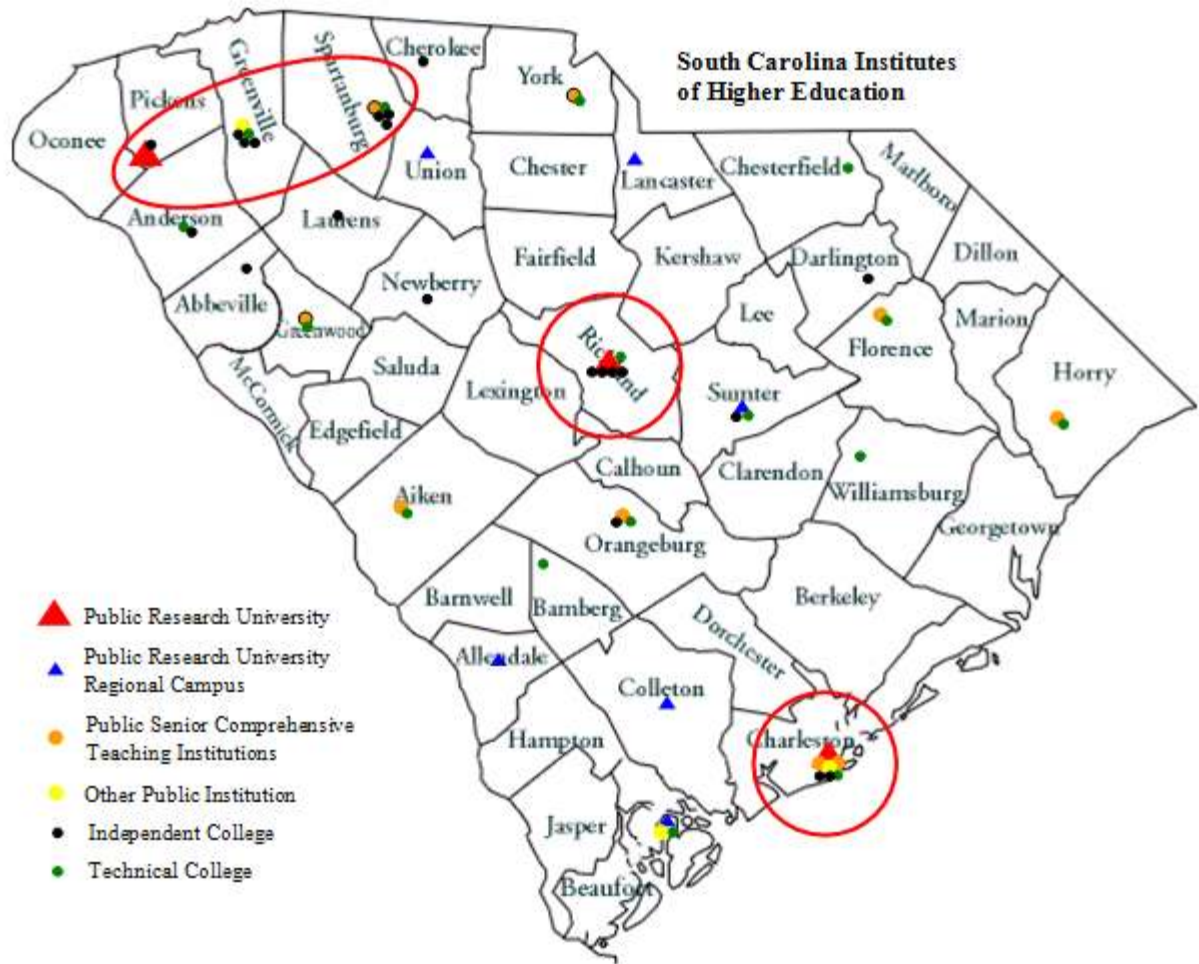 South Carolina Institutes
of Higher Education
Cherokee
York
Greenville
Spartanburg
Pickens
Oconee
Union
Chester
Lancaster
Chesterfield
Marlboro
Anderson
Laurens
Fairfield
Kershaw
Darlington
Dillon
Abbeville
Newberry
Lee
Marion
Greenwood
Richland
Florence
Horry
McCormick
Saluda
Lexington
Sumter
Edgefield
Calhoun
Clarendon
Williamsburg
Aiken
Georgetown
Orangeburg
Barnwell
Bamberg
Berkeley
Dorchester
Allendale
Colleton
Hampton
Charleston
Jasper
Beaufort
Public Research University
Public Research University
Regional Campus
Public Senior Comprehensive
Teaching Institutions
Other Public Institution
Independent College
Technical College